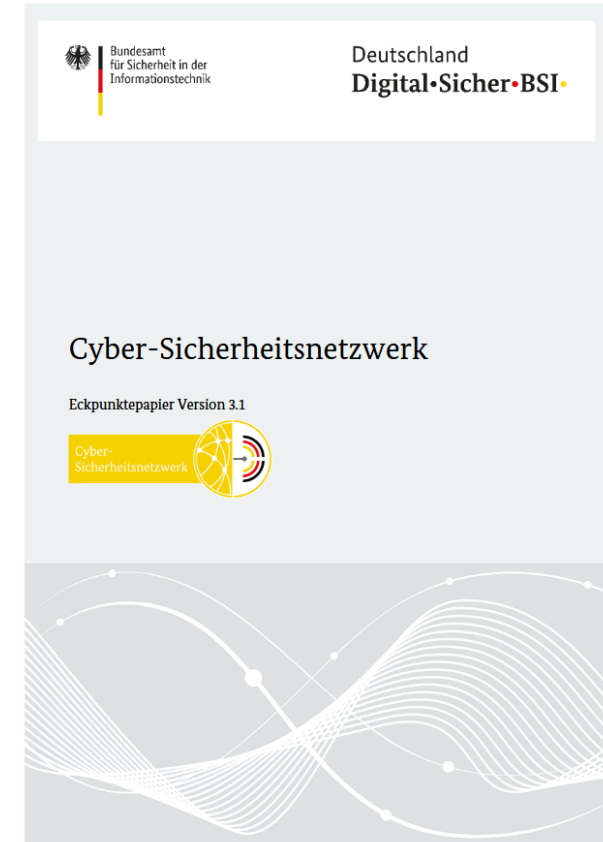 Bundesamt
für Sicherheit in der
Informationstechnik
Deutschland
Digital•Sicher•BSI•
Cyber-Sicherheitsnetzwerk
Eckpunktepapier Version 3.1
Cyber-
Sicherheitsnetzwerk